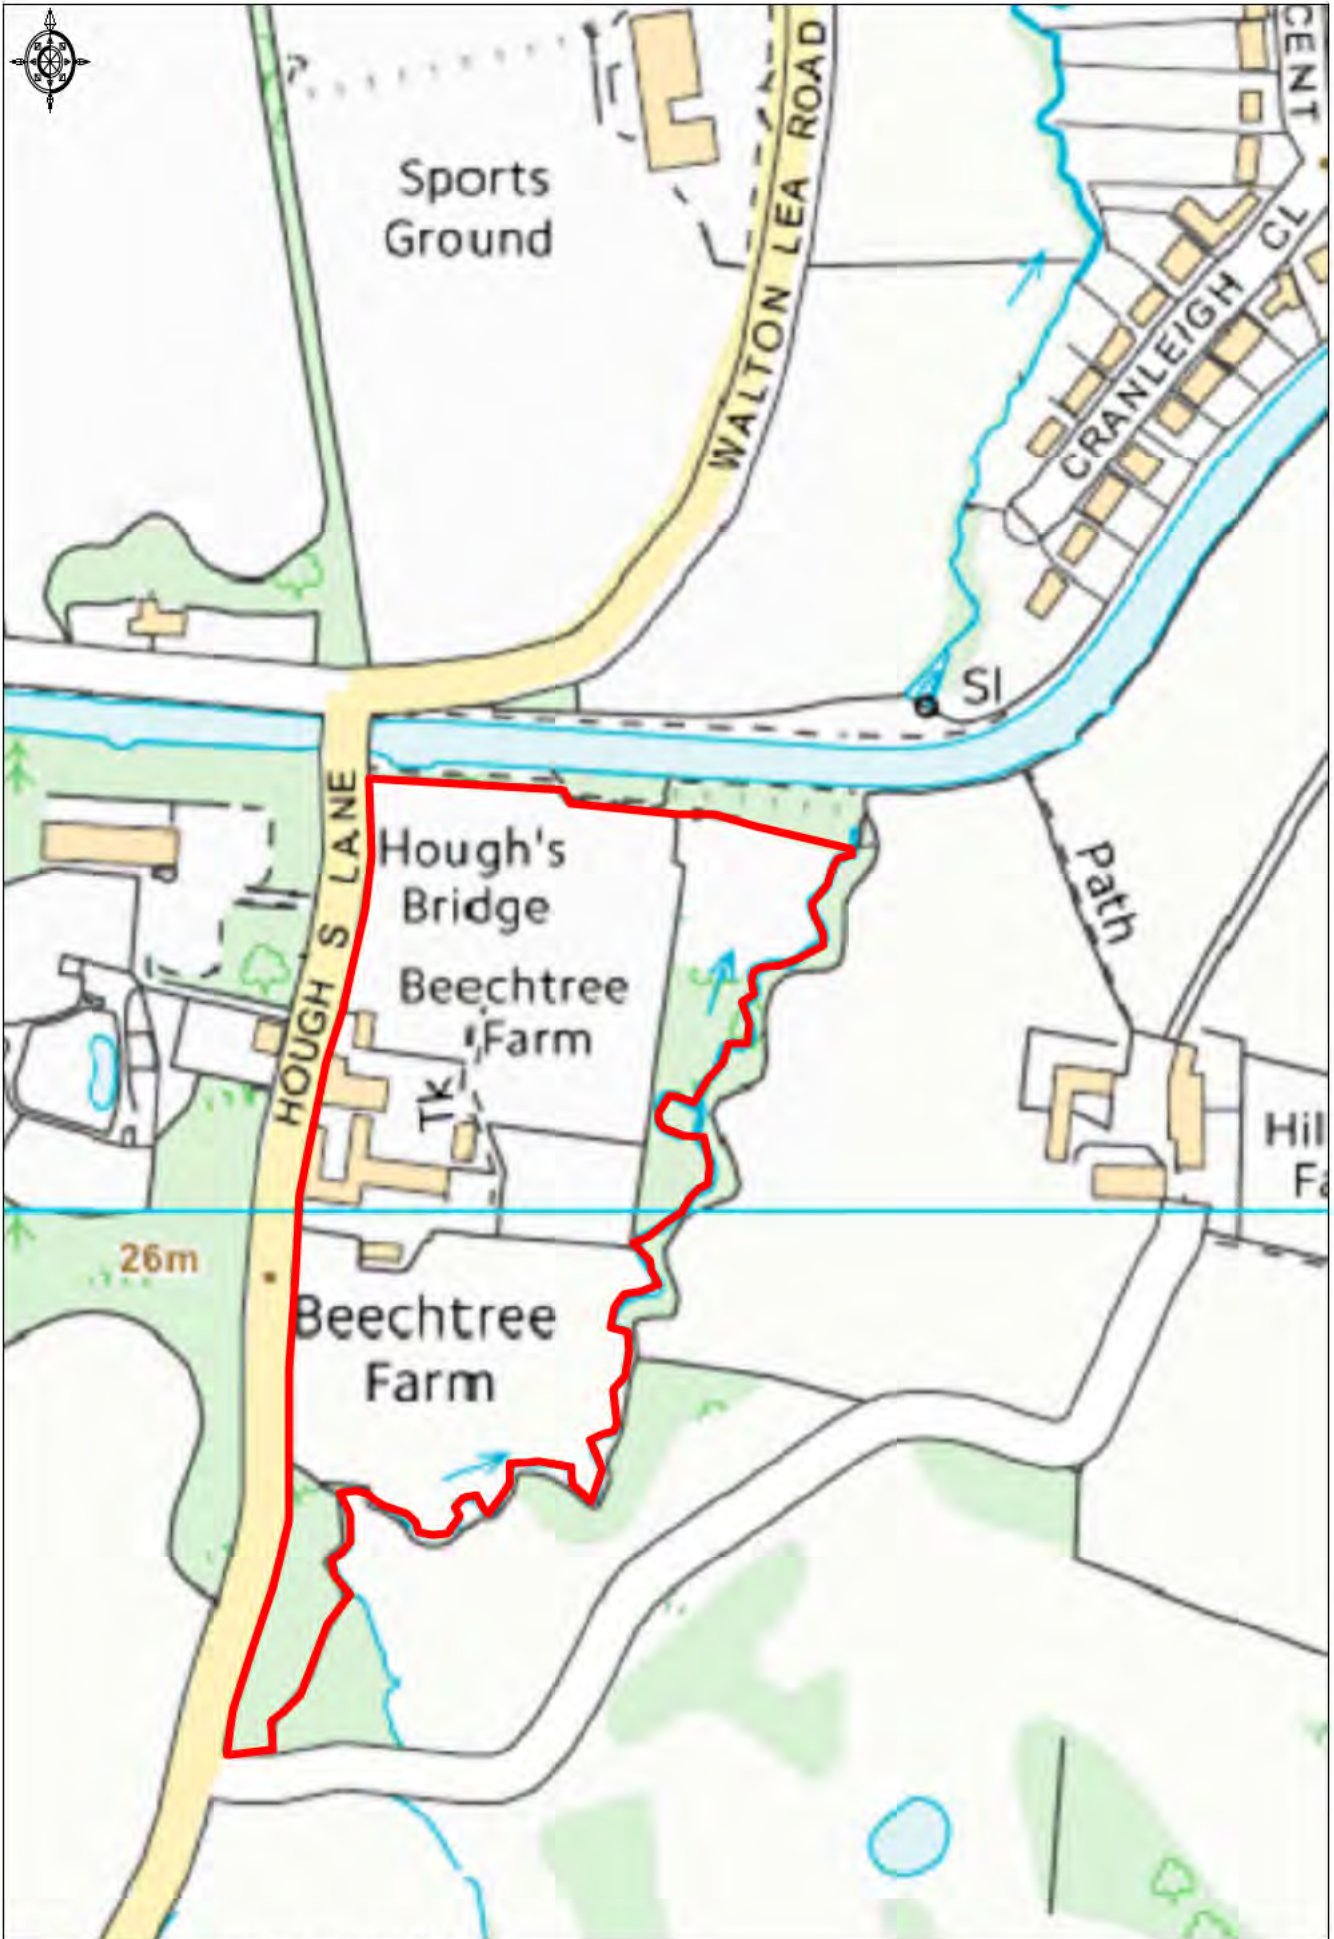 CENT
WALTON LEA ROAD
Sports
Ground
CRANLEIGH CL
SI
HOUGH S LANE
Hough's
Bridge
Path
Beechtree
Farm
TK
Hil
Fa
26m
Beechtree
Farm